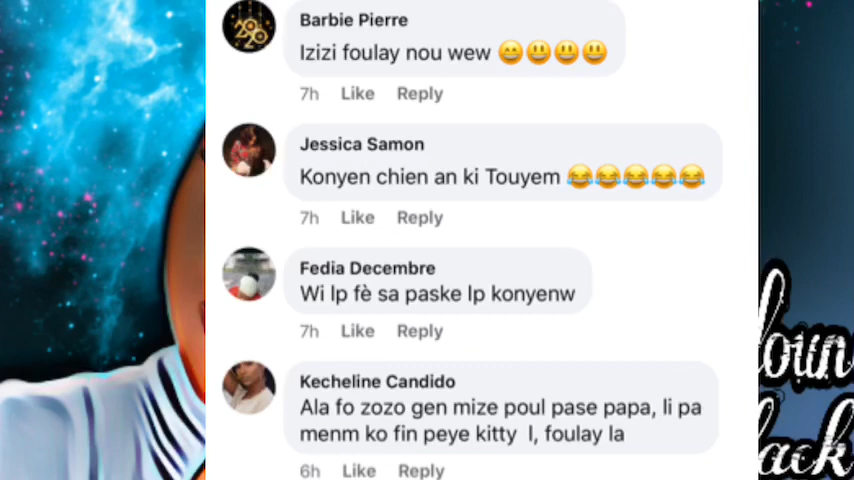 Barbie Pierre
Izizi foulay nou wew 😄😃😃😃
7h Like Reply
Jessica Samon
Konyen chien an ki Touyem 😂😂😂😂😂
7h Like Reply
Fedia Decembre
Wi lp fè sa paske lp konyenw
7h Like Reply
Kecheline Candido
Ala fo zozo gen mize poul pase papa, li pa
menm ko fin peye kitty l, foulay la
6h Like Reply
2020